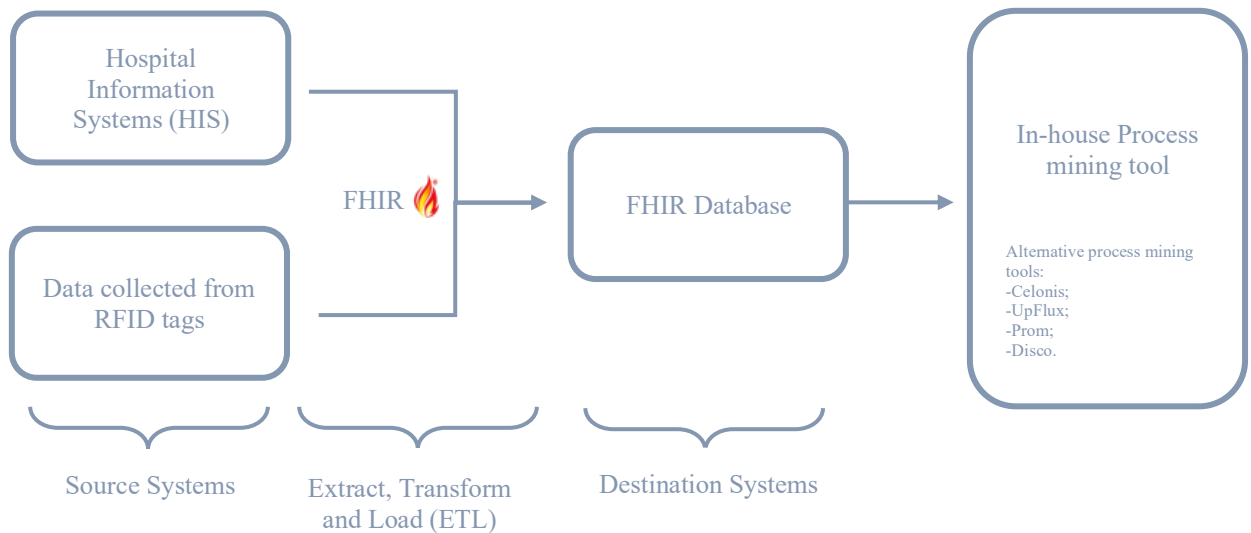 Hospital
Information
Systems (HIS)
FHIR
Data collected from
RFID tags
FHIR Database
In-house Process
mining tool
Alternative process mining
tools:
-Celonis;
-UpFlux;
-Prom;
-Disco.
Source Systems
Extract, Transform
and Load (ETL)
Destination Systems